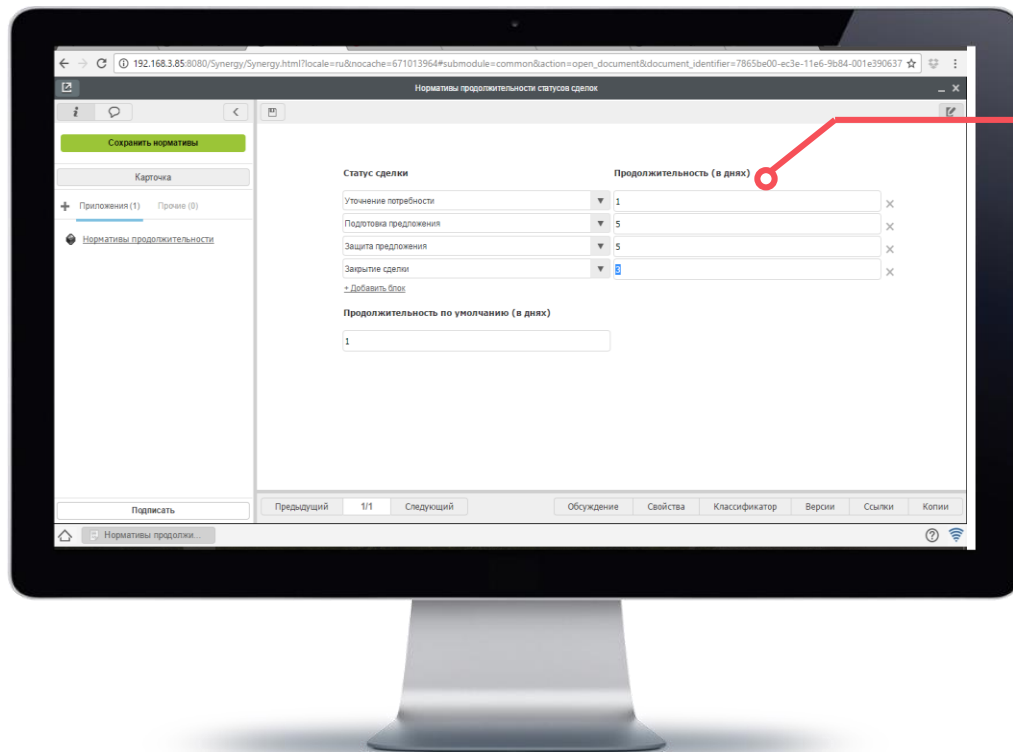 192.168.3.85:8080/Synergy/Synergy.html?locale=ru&nocache=671013964#submodule=common&action=open_document&document_identifier=7865be00-ec3e-11e6-9b84-001e390637
Нормативы продолжительности статусов сделок
Сохранить нормативы
Карточка
Приложения (1) Прочие (0)
Нормативы продолжительности
Статус сделки Продолжительность (в днях)
Уточнение потребности 1
Подготовка предложения 5
Защита предложения 5
Закрытие сделки 3
+ Добавить блок
Продолжительность по умолчанию (в днях)
1
Подписать
Предыдущий 1/1 Следующий Обсуждение Свойства Классификатор Версии Ссылки Копии
Нормативы продолжи...